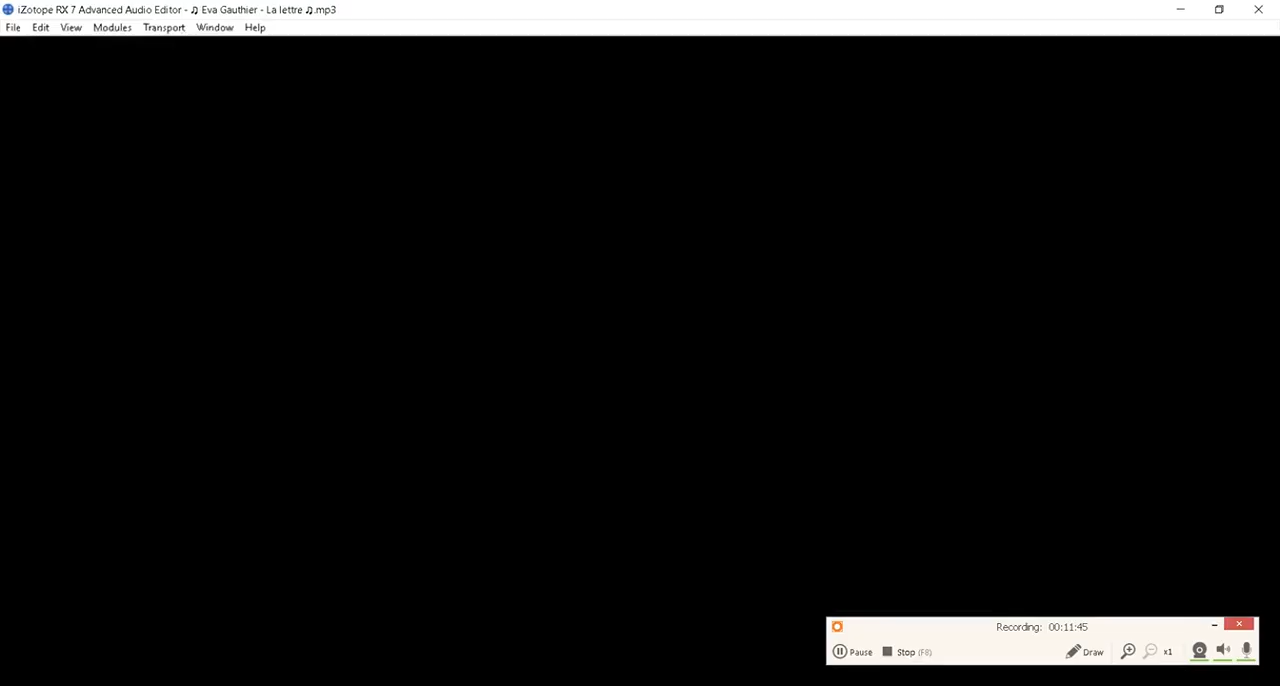 iZotope RX 7 Advanced Audio Editor - ♫ Eva Gauthier - La lettre ♫.mp3
File Edit View Modules Transport Window Help
Recording: 00:11:45
Pause Stop (F8) Draw x1